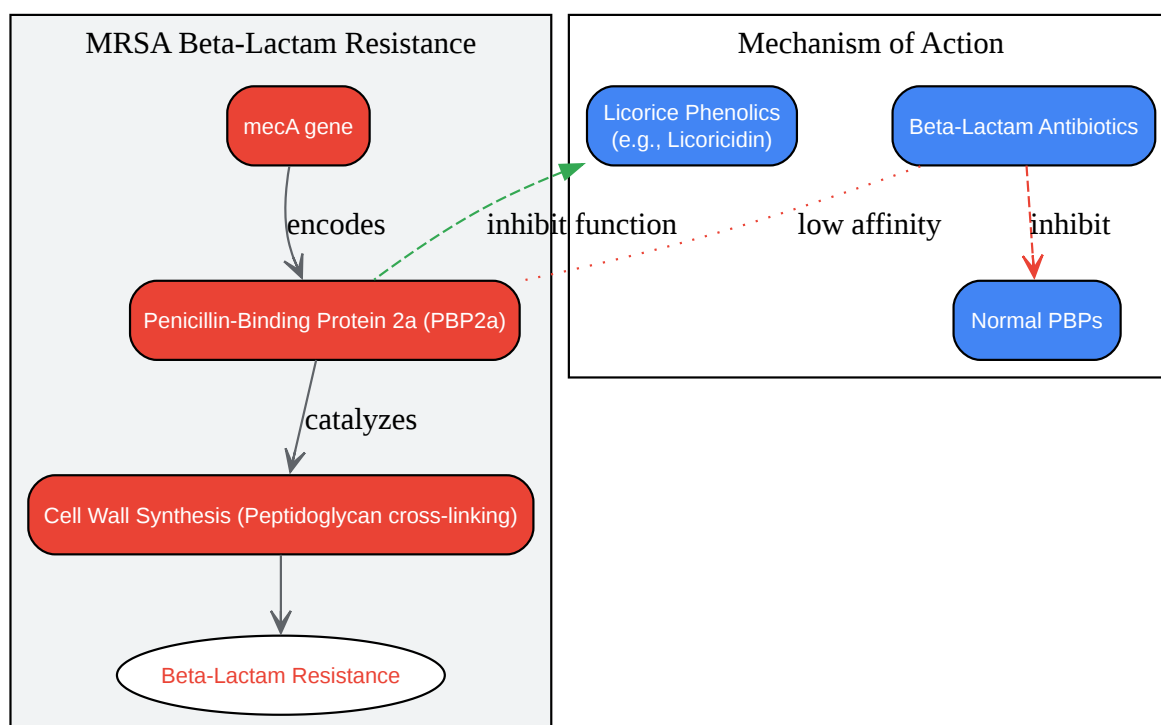 MRSA Beta-Lactam Resistance
mecA gene
encodes
Penicillin-Binding Protein 2a (PBP2a)
catalyzes
Cell Wall Synthesis (Peptidoglycan cross-linking)
Beta-Lactam Resistance
Mechanism of Action
Licorice Phenolics
(e.g., Licoricidin)
Beta-Lactam Antibiotics
inhibit function
low affinity
inhibit
Normal PBPs